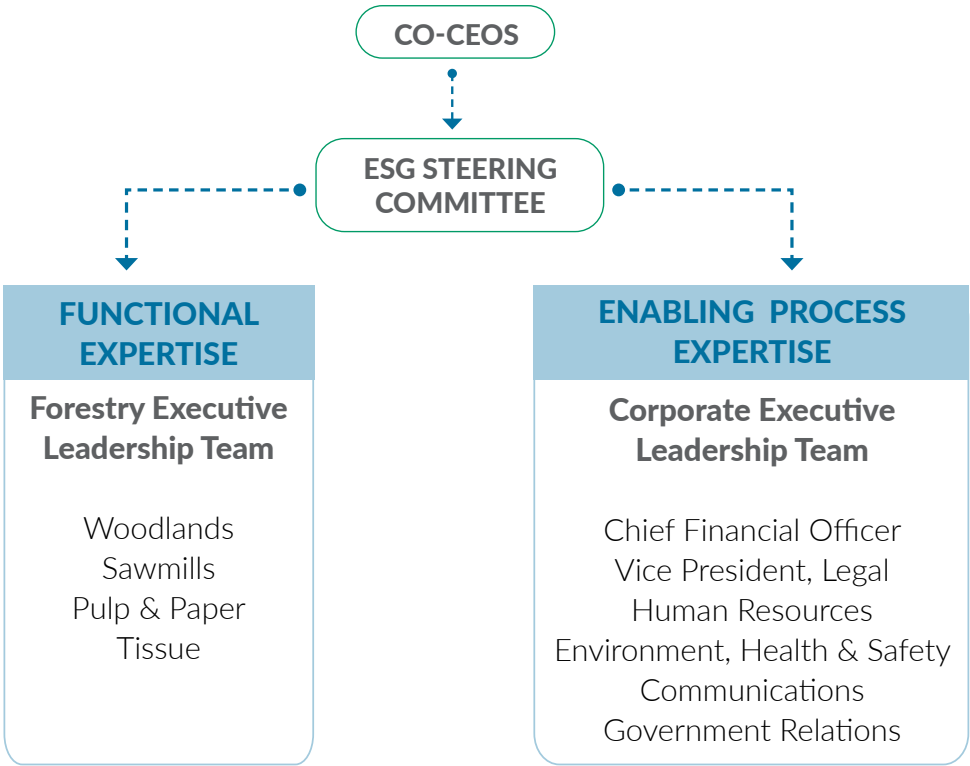 CO-CEOS
ESG STEERING
COMMITTEE
FUNCTIONAL
EXPERTISE
Forestry Executive
Leadership Team
Woodlands
Sawmills
Pulp & Paper
Tissue
ENABLING PROCESS
EXPERTISE
Corporate Executive
Leadership Team
Chief Financial Officer
Vice President, Legal
Human Resources
Environment, Health & Safety
Communications
Government Relations